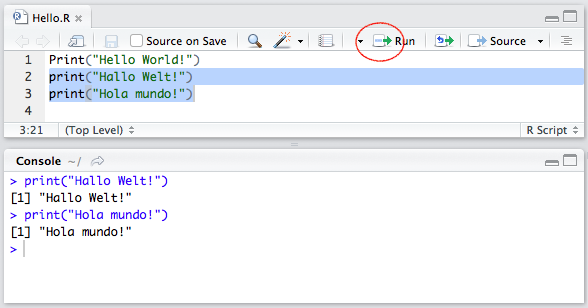 Hello.R ×
Source on Save Run Source
1 Print("Hello World!")
2 print("Hallo Welt!")
3 print("Hola mundo!")
4
3:21 (Top Level) R Script
Console ~/
> print("Hallo Welt!")
[1] "Hallo Welt!"
> print("Hola mundo!")
[1] "Hola mundo!"
>